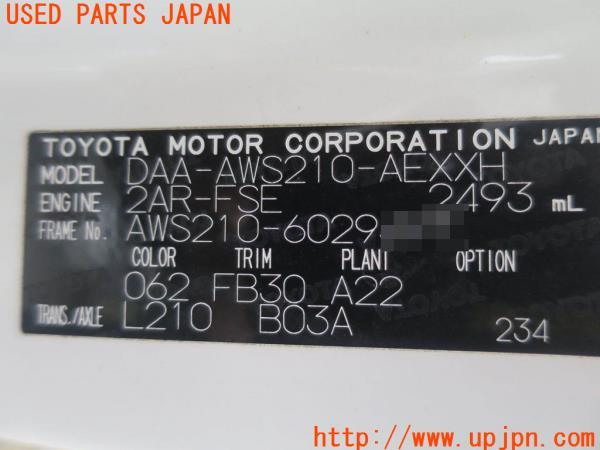 USED PARTS JAPAN
TOYOTA MOTOR CORPORATION JAPAN
MODEL DAA-AWS210-AEXXH
ENGINE 2AR-FSE 2493 mL
FRAME No. AWS210-6029
COLOR TRIM PLANT OPTION
062 FB30 A22
TRANS./AXLE L210 B03A 234
http://www.upjpn.com